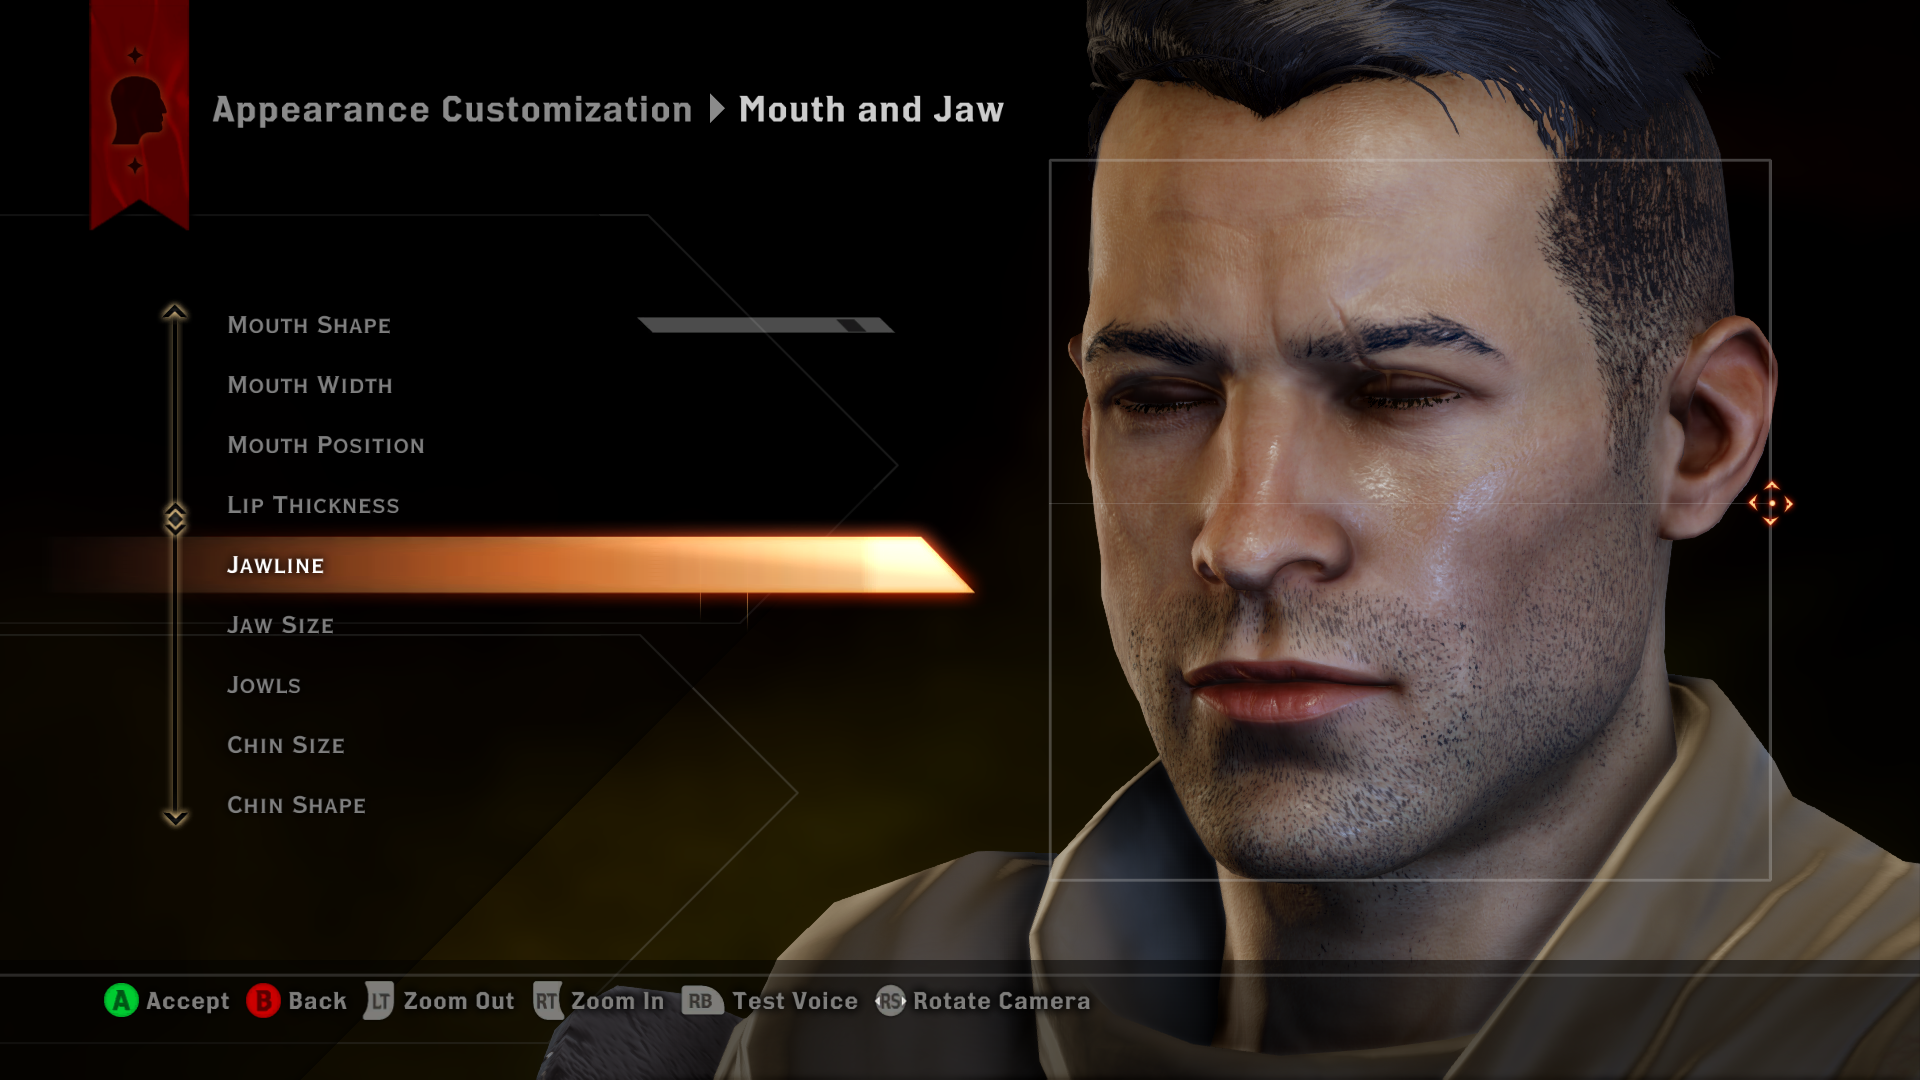 Appearance Customization ▶ Mouth and Jaw
Mouth Shape
Mouth Width
Mouth Position
Lip Thickness
Jawline
Jaw Size
Jowls
Chin Size
Chin Shape
A Accept B Back LT Zoom Out RT Zoom In RB Test Voice RS Rotate Camera